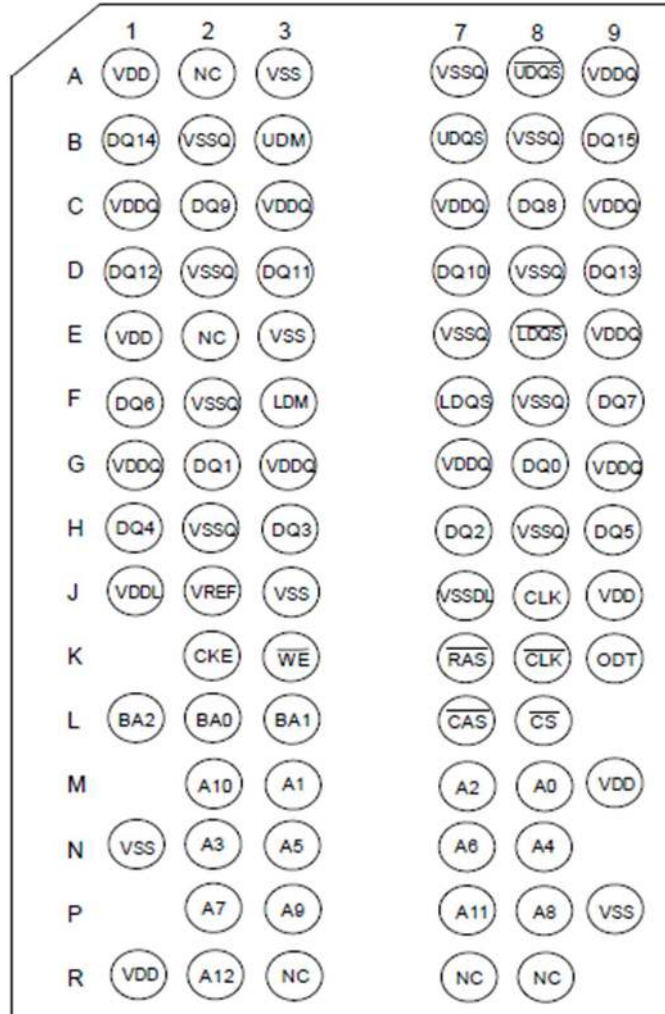 1 2 3 7 8 9
A VDD NC VSS VSSQ UDQS VDDQ
B DQ14 VSSQ UDM UDQS VSSQ DQ15
C VDDQ DQ9 VDDQ VDDQ DQ8 VDDQ
D DQ12 VSSQ DQ11 DQ10 VSSQ DQ13
E VDD NC VSS VSSQ LDQS VDDQ
F DQ6 VSSQ LDM LDQS VSSQ DQ7
G VDDQ DQ1 VDDQ VDDQ DQ0 VDDQ
H DQ4 VSSQ DQ3 DQ2 VSSQ DQ5
J VDDL VREF VSS VSSDL CLK VDD
K CKE WE RAS CLK ODT
L BA2 BA0 BA1 CAS CS
M A10 A1 A2 A0 VDD
N VSS A3 A5 A6 A4
P A7 A9 A11 A8 VSS
R VDD A12 NC NC NC